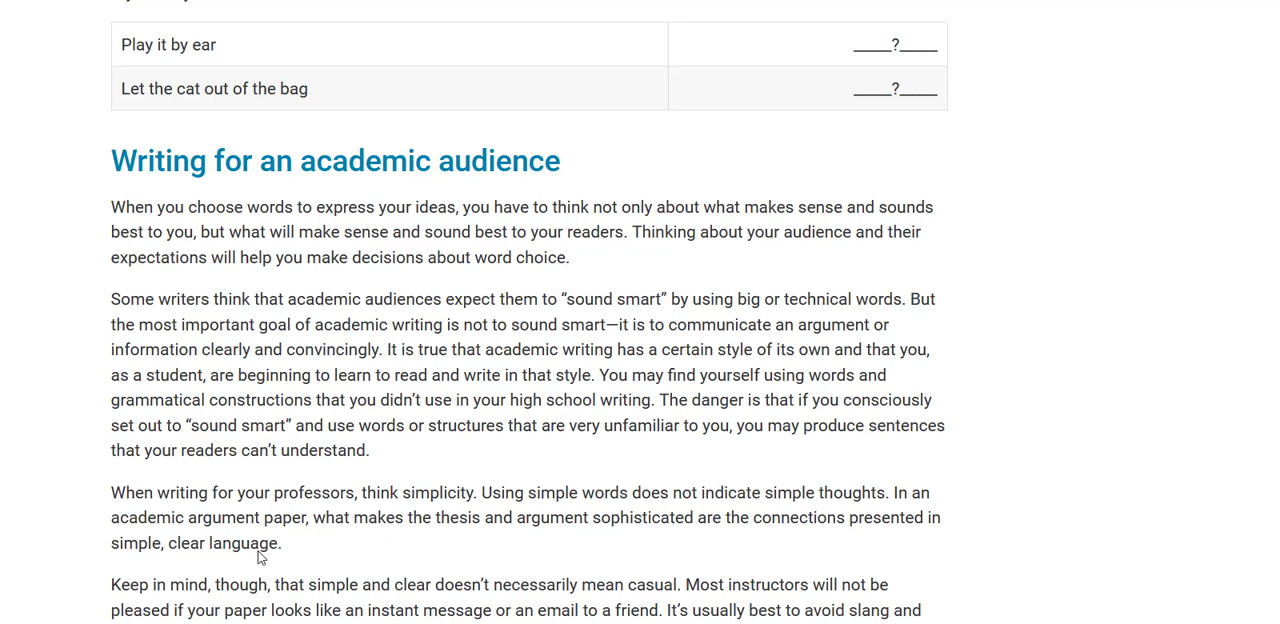 Play it by ear
_____?_____
Let the cat out of the bag
_____?_____
Writing for an academic audience
When you choose words to express your ideas, you have to think not only about what makes sense and sounds
best to you, but what will make sense and sound best to your readers. Thinking about your audience and their
expectations will help you make decisions about word choice.
Some writers think that academic audiences expect them to “sound smart” by using big or technical words. But
the most important goal of academic writing is not to sound smart—it is to communicate an argument or
information clearly and convincingly. It is true that academic writing has a certain style of its own and that you,
as a student, are beginning to learn to read and write in that style. You may find yourself using words and
grammatical constructions that you didn’t use in your high school writing. The danger is that if you consciously
set out to “sound smart” and use words or structures that are very unfamiliar to you, you may produce sentences
that your readers can’t understand.
When writing for your professors, think simplicity. Using simple words does not indicate simple thoughts. In an
academic argument paper, what makes the thesis and argument sophisticated are the connections presented in
simple, clear language.
Keep in mind, though, that simple and clear doesn’t necessarily mean casual. Most instructors will not be
pleased if your paper looks like an instant message or an email to a friend. It’s usually best to avoid slang and